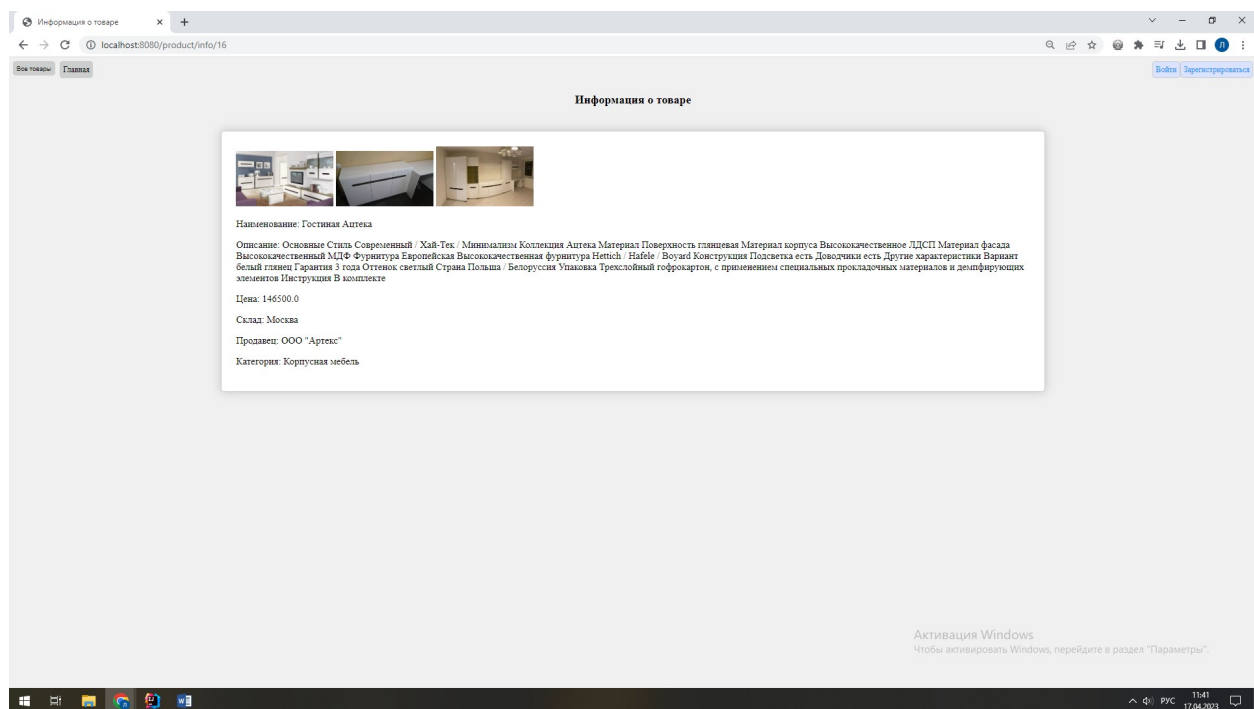 Информация о товаре
localhost:8080/product/info/16
Л
Все товары Главная
Войти Зарегистрироваться
Информация о товаре
Наименование: Гостиная Ацтека
Описание: Основные Стиль Современный / Хай-Тек / Минимализм Коллекция Ацтека Материал Поверхность глянцевая Материал корпуса Высококачественное ЛДСП Материал фасада
Высококачественный МДФ Фурнитура Европейская Высококачественная фурнитура Hettich / Hafele / Boyard Конструкция Подсветка есть Доводчики есть Другие характеристики Вариант
белый глянец Гарантия 3 года Оттенок светлый Страна Польша / Белоруссия Упаковка Трехслойный гофрокартон, с применением специальных прокладочных материалов и демпфирующих
элементов Инструкция В комплекте
Цена: 146500.0
Склад: Москва
Продавец: ООО "Артекс"
Категория: Корпусная мебель
Активация Windows
Чтобы активировать Windows, перейдите в раздел "Параметры".
РУС
11:41
17.04.2023